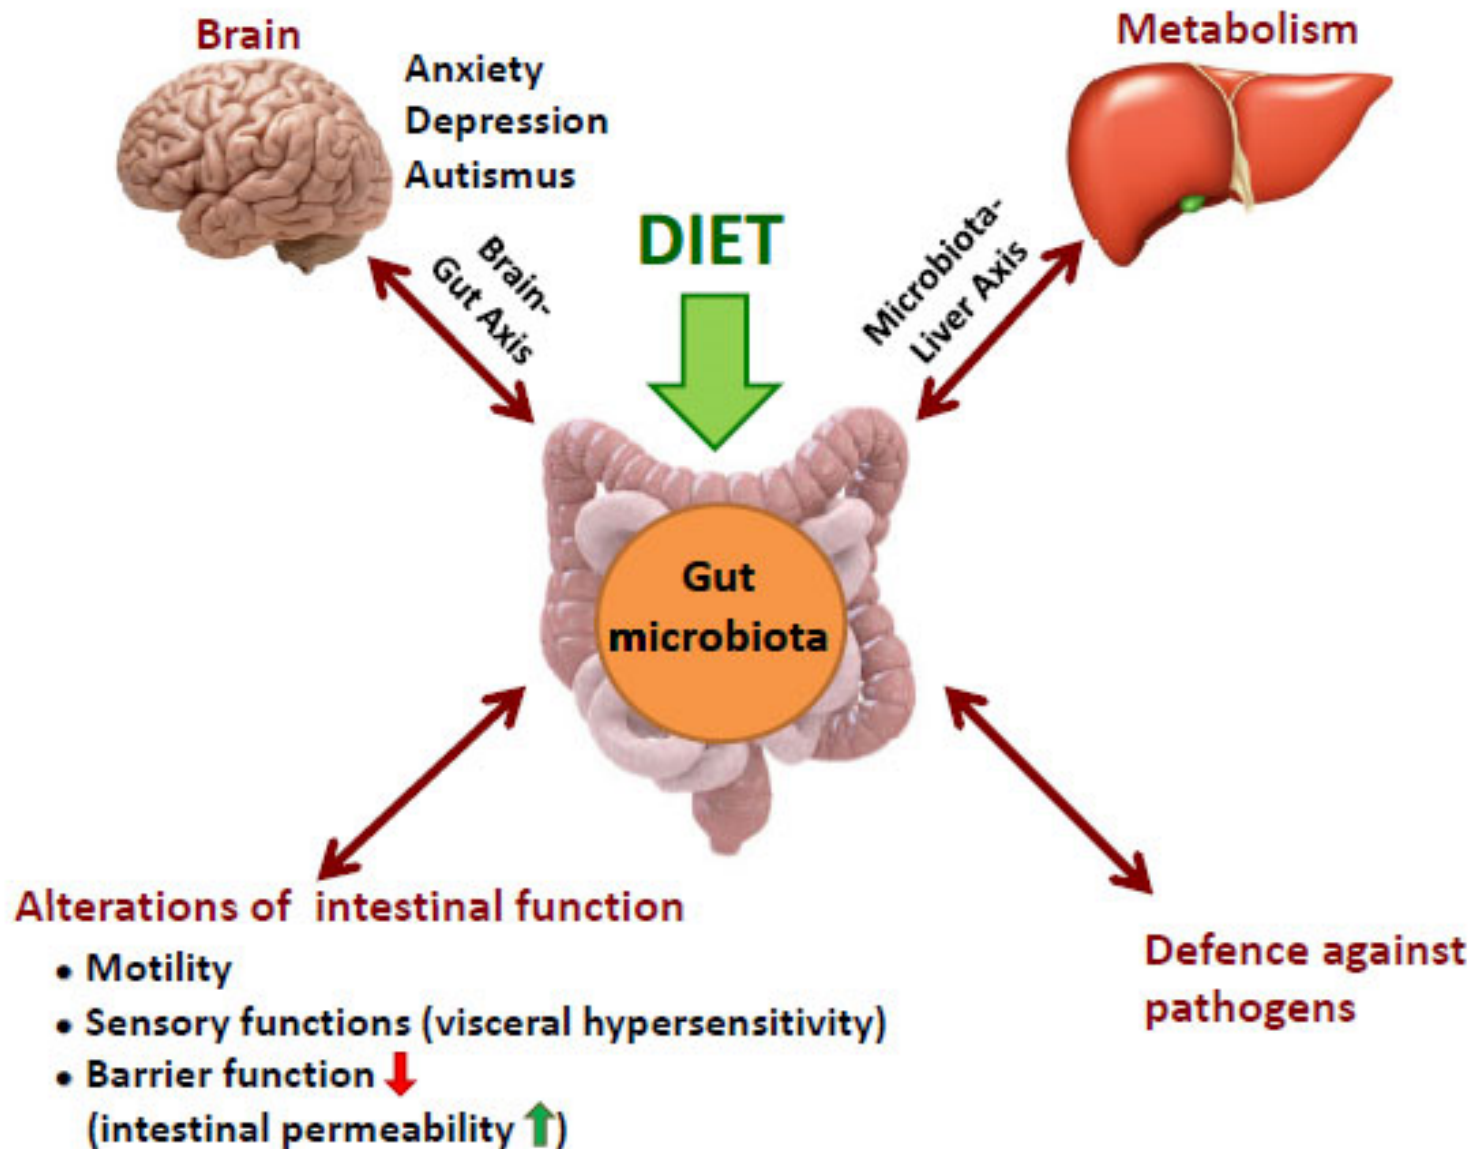 Brain
Anxiety
Depression
Autismus
Metabolism
DIET
Brain-
Gut Axis
Microbiota-
Liver Axis
Gut
microbiota
Alterations of intestinal function
• Motility
• Sensory functions (visceral hypersensitivity)
• Barrier function
(intestinal permeability )
Defence against
pathogens